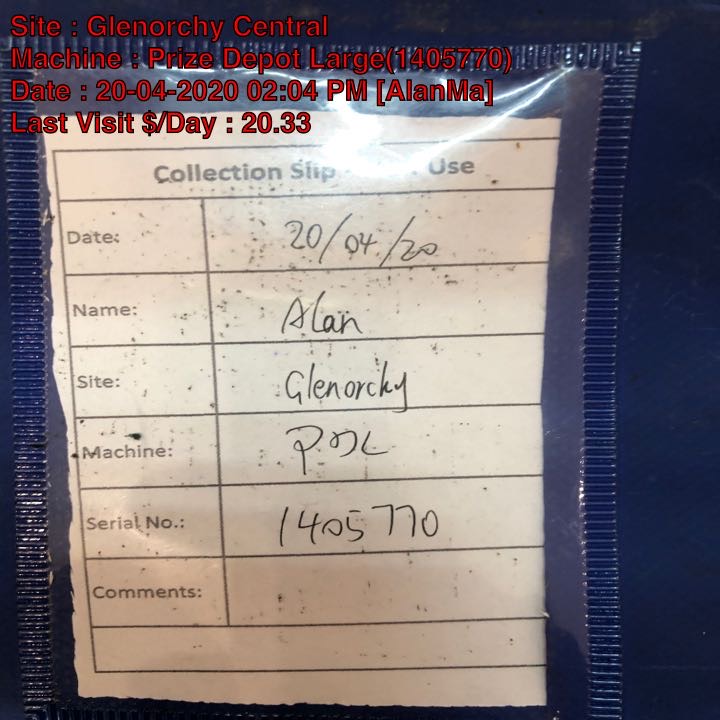 Site : Glenorchy Central
Machine : Prize Depot Large(1405770)
Date : 20-04-2020 02:04 PM [AlanMa]
Last Visit $/Day : 20.33
Collection Slip Use
Date: 20/04/20
Name: Alan
Site: Glenorchy
Machine: PDL
Serial No.: 1405770
Comments: